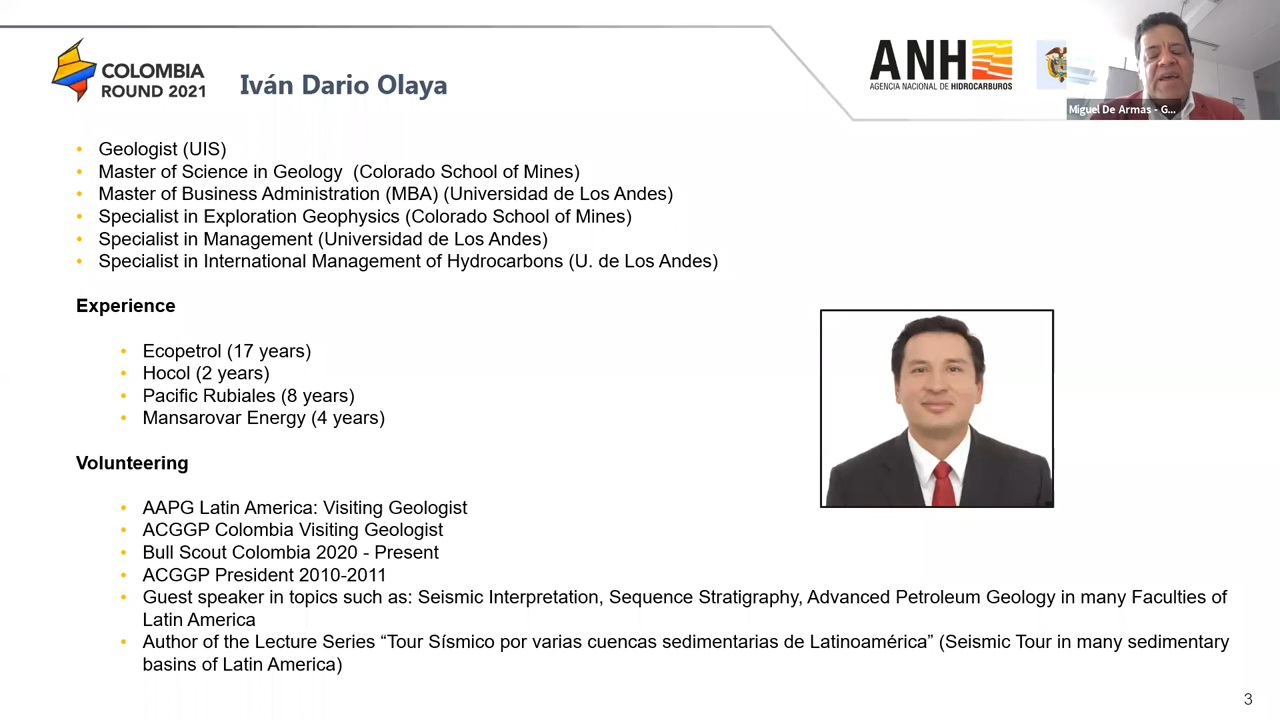 COLOMBIA
ROUND 2021
Iván Dario Olaya
ANH
AGENCIA NACIONAL DE HIDROCARBUROS
Miguel De Armas - G...
• Geologist (UIS)
• Master of Science in Geology (Colorado School of Mines)
• Master of Business Administration (MBA) (Universidad de Los Andes)
• Specialist in Exploration Geophysics (Colorado School of Mines)
• Specialist in Management (Universidad de Los Andes)
• Specialist in International Management of Hydrocarbons (U. de Los Andes)
Experience
• Ecopetrol (17 years)
• Hocol (2 years)
• Pacific Rubiales (8 years)
• Mansarovar Energy (4 years)
Volunteering
• AAPG Latin America: Visiting Geologist
• ACGGP Colombia Visiting Geologist
• Bull Scout Colombia 2020 - Present
• ACGGP President 2010-2011
• Guest speaker in topics such as: Seismic Interpretation, Sequence Stratigraphy, Advanced Petroleum Geology in many Faculties of
Latin America
• Author of the Lecture Series “Tour Sísmico por varias cuencas sedimentarias de Latinoamérica” (Seismic Tour in many sedimentary
basins of Latin America)
3